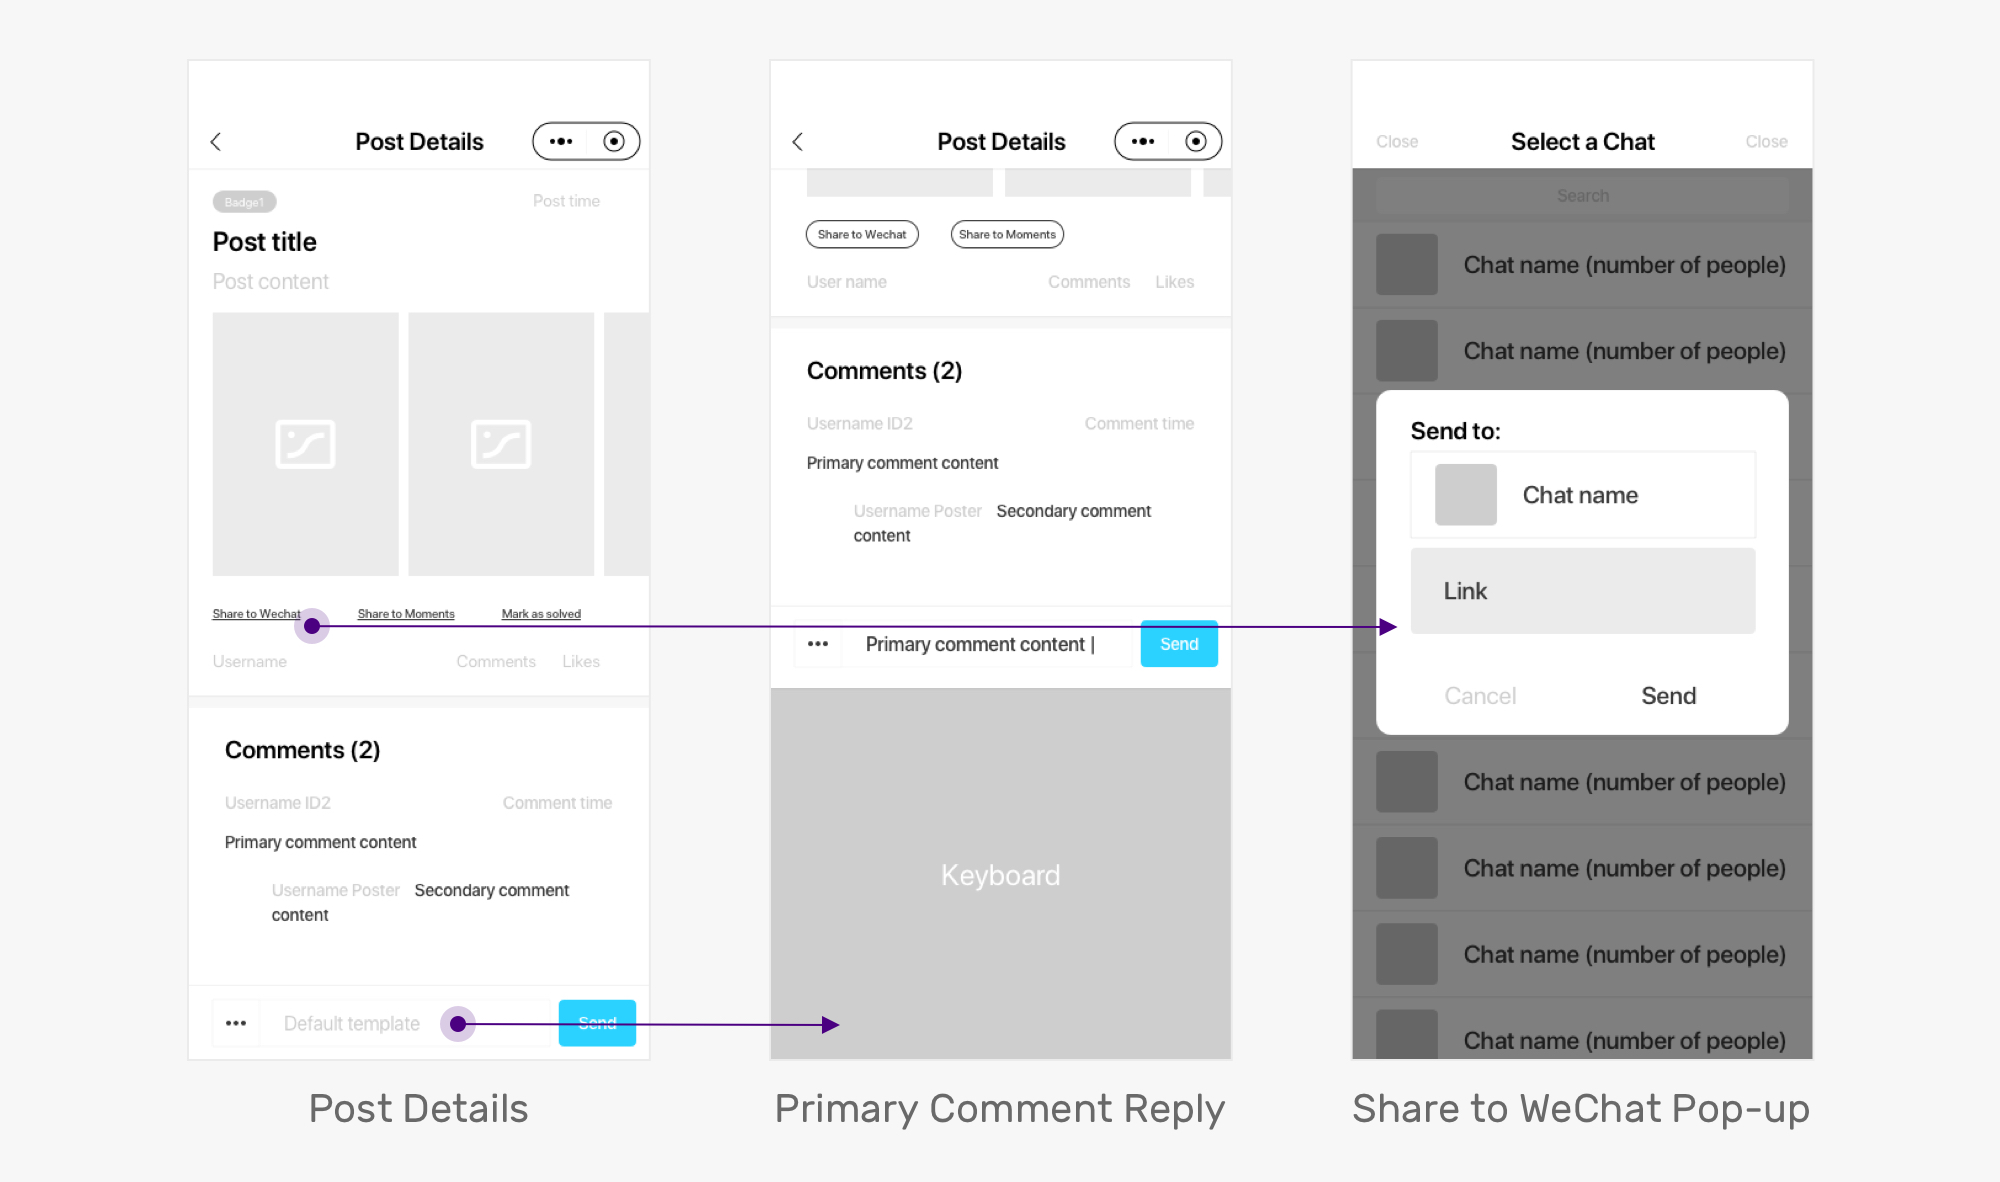 Post Details
Badge1
Post time
Post title
Post content
Share to Wechat
Share to Moments
Mark as solved
Username
Comments
Likes
Comments (2)
Username ID2
Comment time
Primary comment content
Username Poster Secondary comment
content
Default template
Send
Post Details
Post Details
Share to Wechat
Share to Moments
User name
Comments
Likes
Comments (2)
Username ID2
Comment time
Primary comment content
Username Poster Secondary comment
content
Primary comment content |
Send
Keyboard
Primary Comment Reply
Close
Select a Chat
Close
Search
Chat name (number of people)
Chat name (number of people)
Send to:
Chat name
Link
Cancel
Send
Chat name (number of people)
Chat name (number of people)
Chat name (number of people)
Chat name (number of people)
Share to WeChat Pop-up